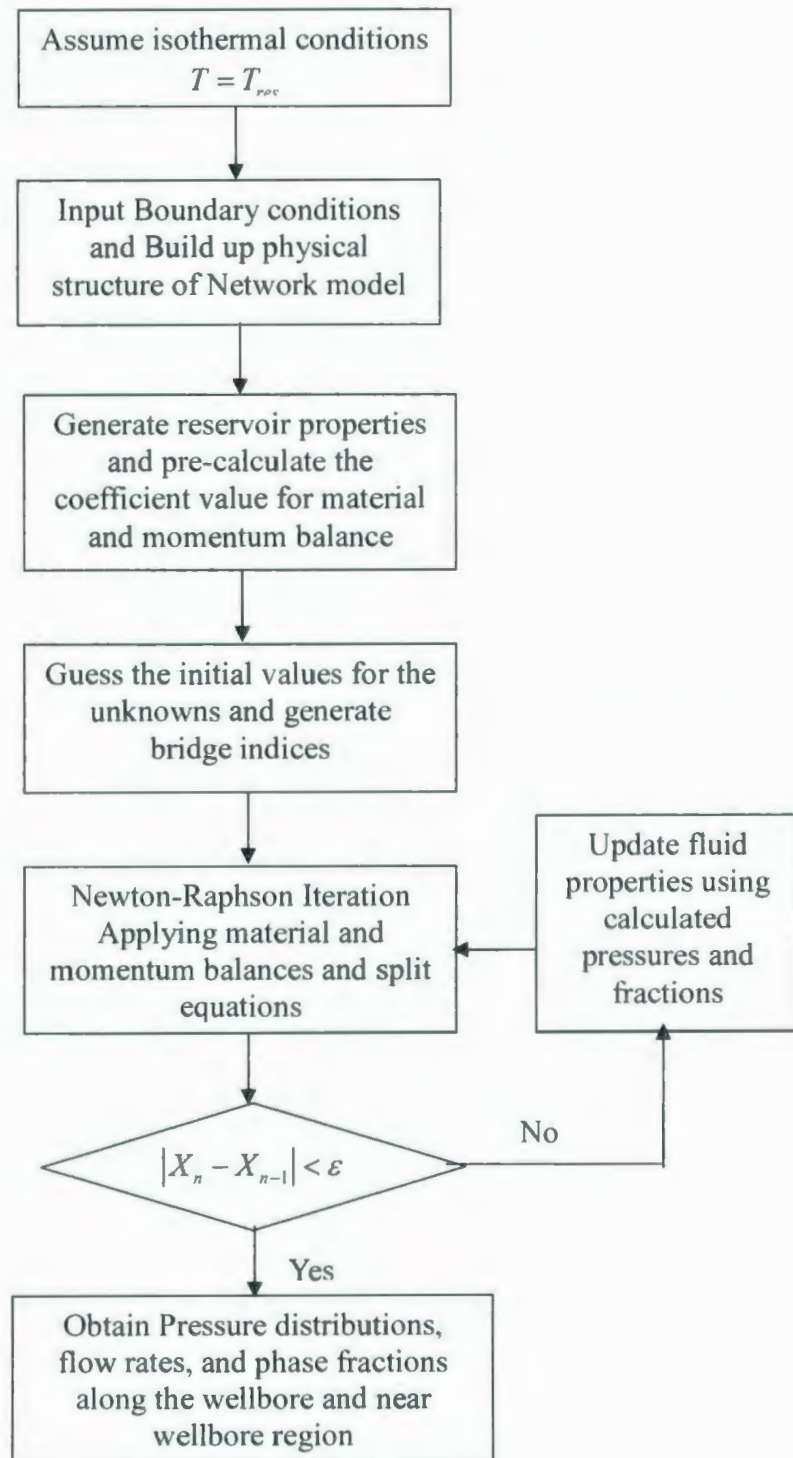 Assume isothermal conditions
T = T_res
Input Boundary conditions
and Build up physical
structure of Network model
Generate reservoir properties
and pre-calculate the
coefficient value for material
and momentum balance
Guess the initial values for the
unknowns and generate
bridge indices
Newton-Raphson Iteration
Applying material and
momentum balances and split
equations
Update fluid
properties using
calculated
pressures and
fractions
|X_n − X_{n−1}| < ε
No
Yes
Obtain Pressure distributions,
flow rates, and phase fractions
along the wellbore and near
wellbore region